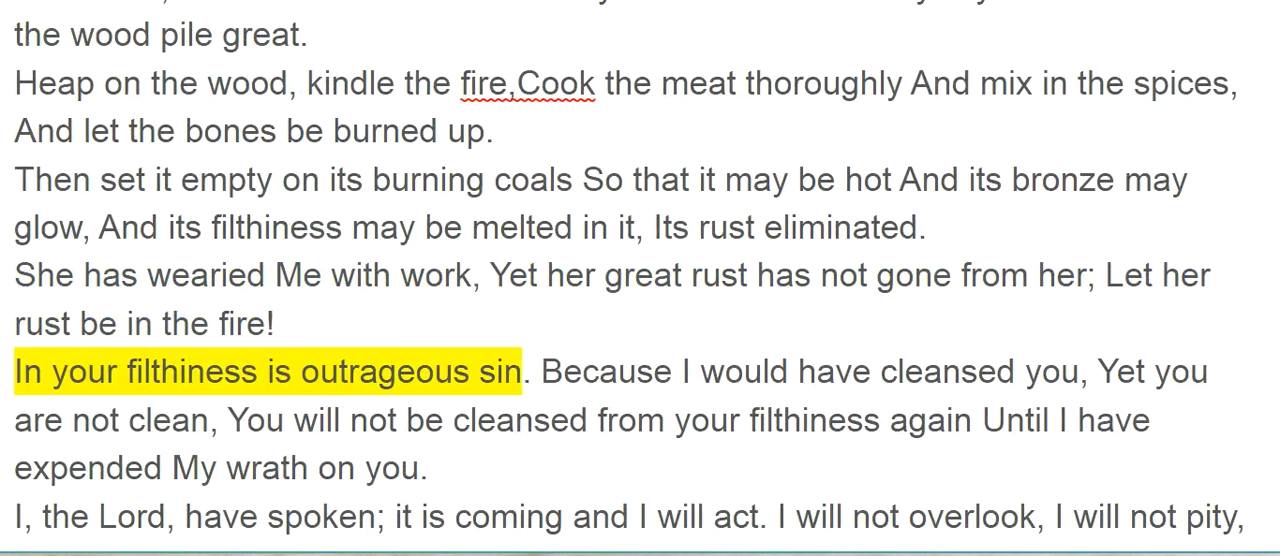 the wood pile great.
Heap on the wood, kindle the fire,Cook the meat thoroughly And mix in the spices,
And let the bones be burned up.
Then set it empty on its burning coals So that it may be hot And its bronze may
glow, And its filthiness may be melted in it, Its rust eliminated.
She has wearied Me with work, Yet her great rust has not gone from her; Let her
rust be in the fire!
In your filthiness is outrageous sin. Because I would have cleansed you, Yet you
are not clean, You will not be cleansed from your filthiness again Until I have
expended My wrath on you.
I, the Lord, have spoken; it is coming and I will act. I will not overlook, I will not pity,